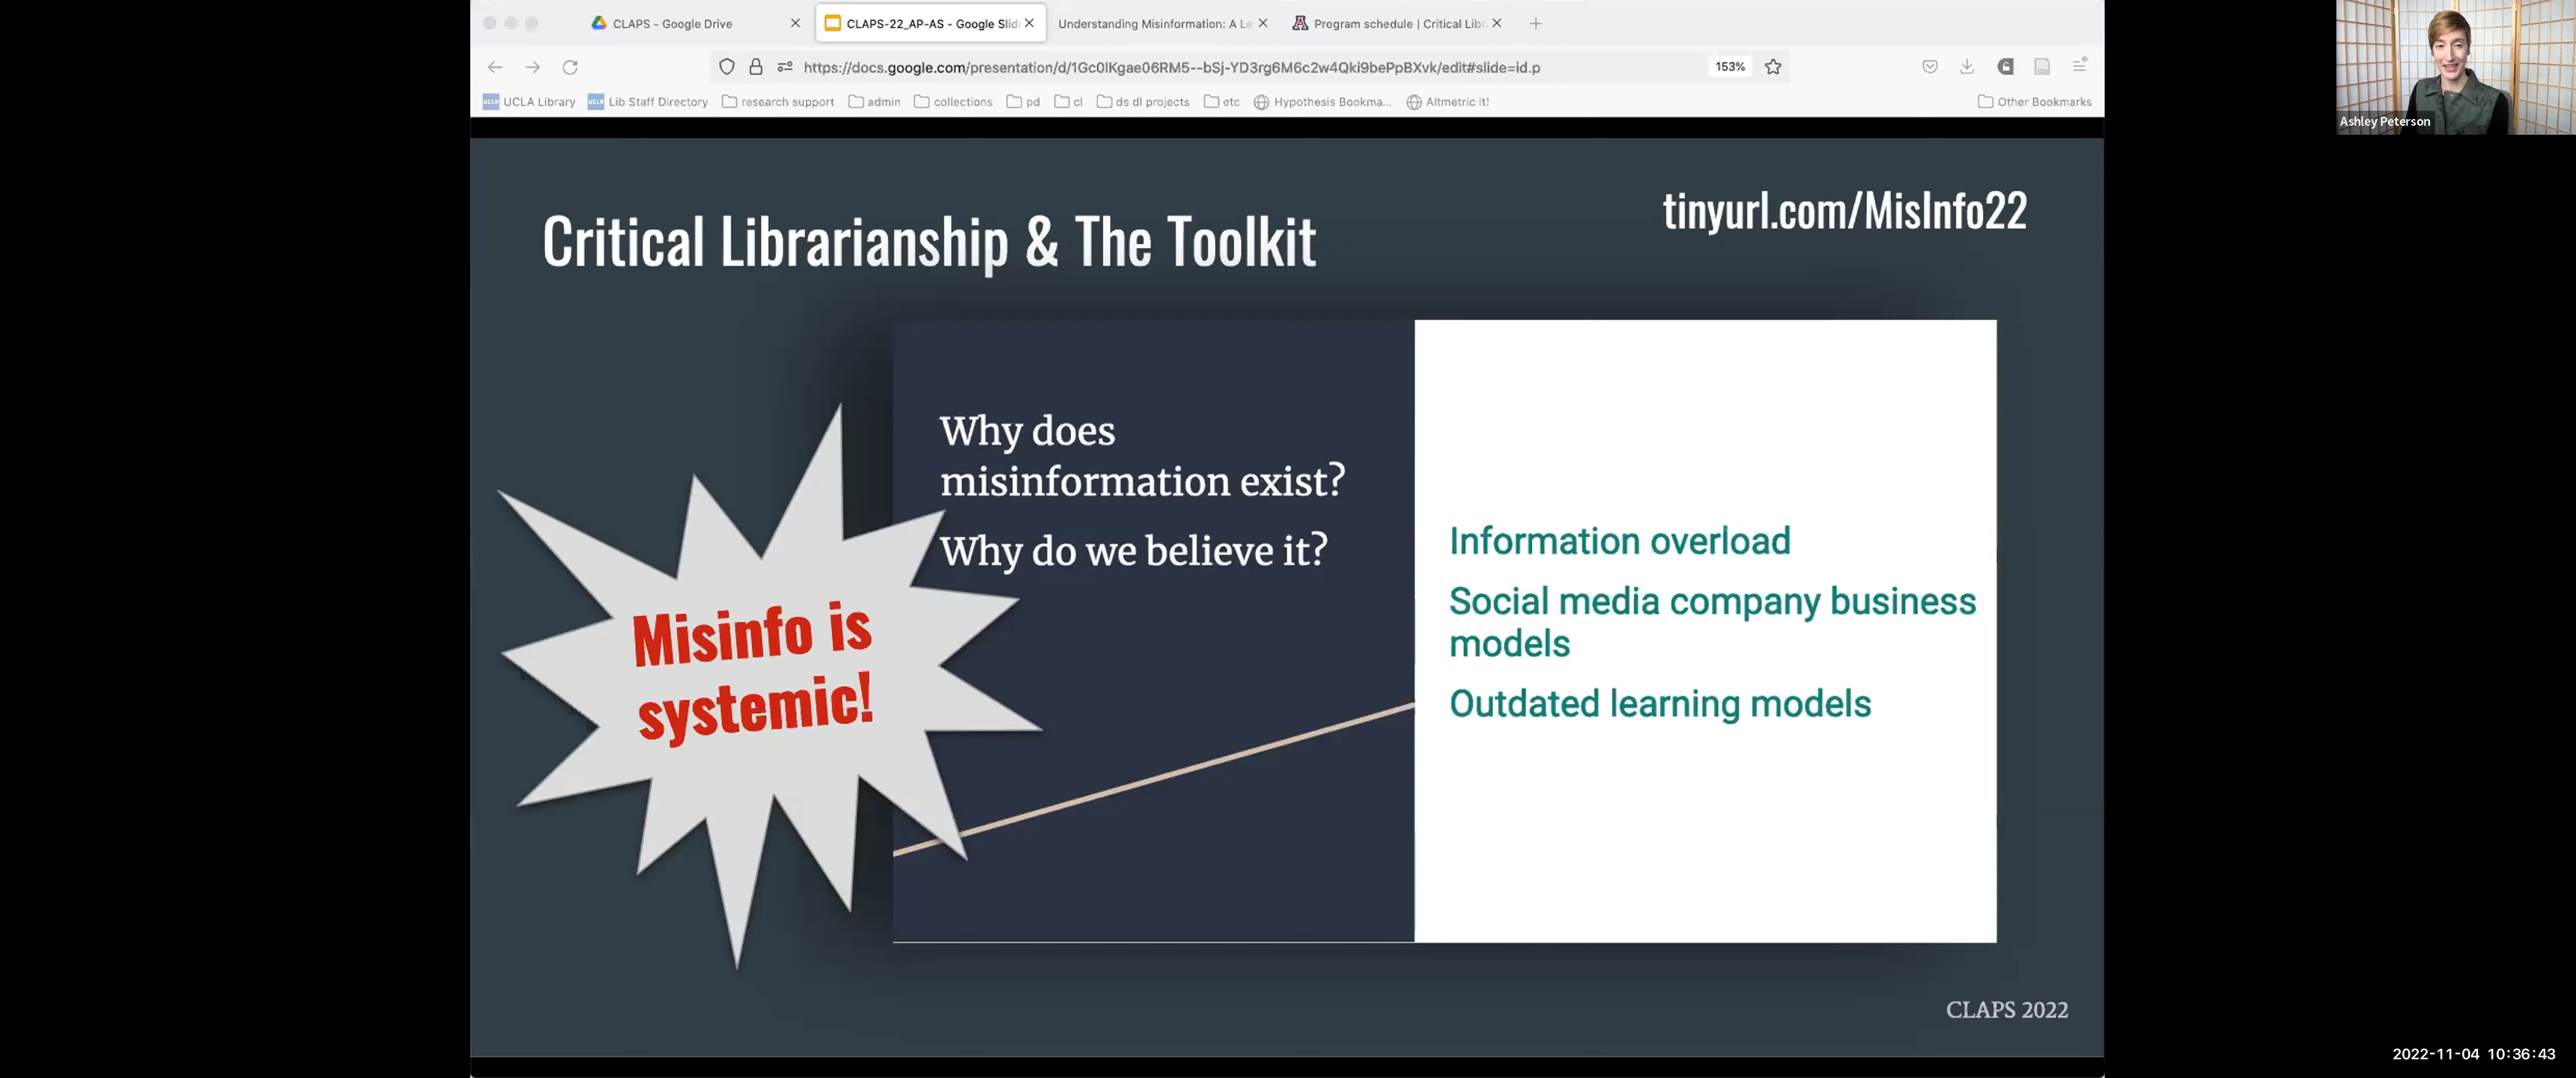 CLAPS - Google Drive
CLAPS-22_AP-AS - Google Slid
Understanding Misinformation: A Le
Program schedule | Critical Libr
https://docs.google.com/presentation/d/1Gc0lKgae06RM5--bSj-YD3rg6M6c2w4Qki9bePpBXvk/edit#slide=id.p
153%
UCLA Library
Lib Staff Directory
research support
admin
collections
pd
cl
ds dl projects
etc
Hypothesis Bookma...
Altmetric it!
Other Bookmarks
Ashley Peterson
Critical Librarianship & The Toolkit
tinyurl.com/MisInfo22
Why does
misinformation exist?
Why do we believe it?
Misinfo is
systemic!
Information overload
Social media company business
models
Outdated learning models
CLAPS 2022
2022-11-04 10:36:43